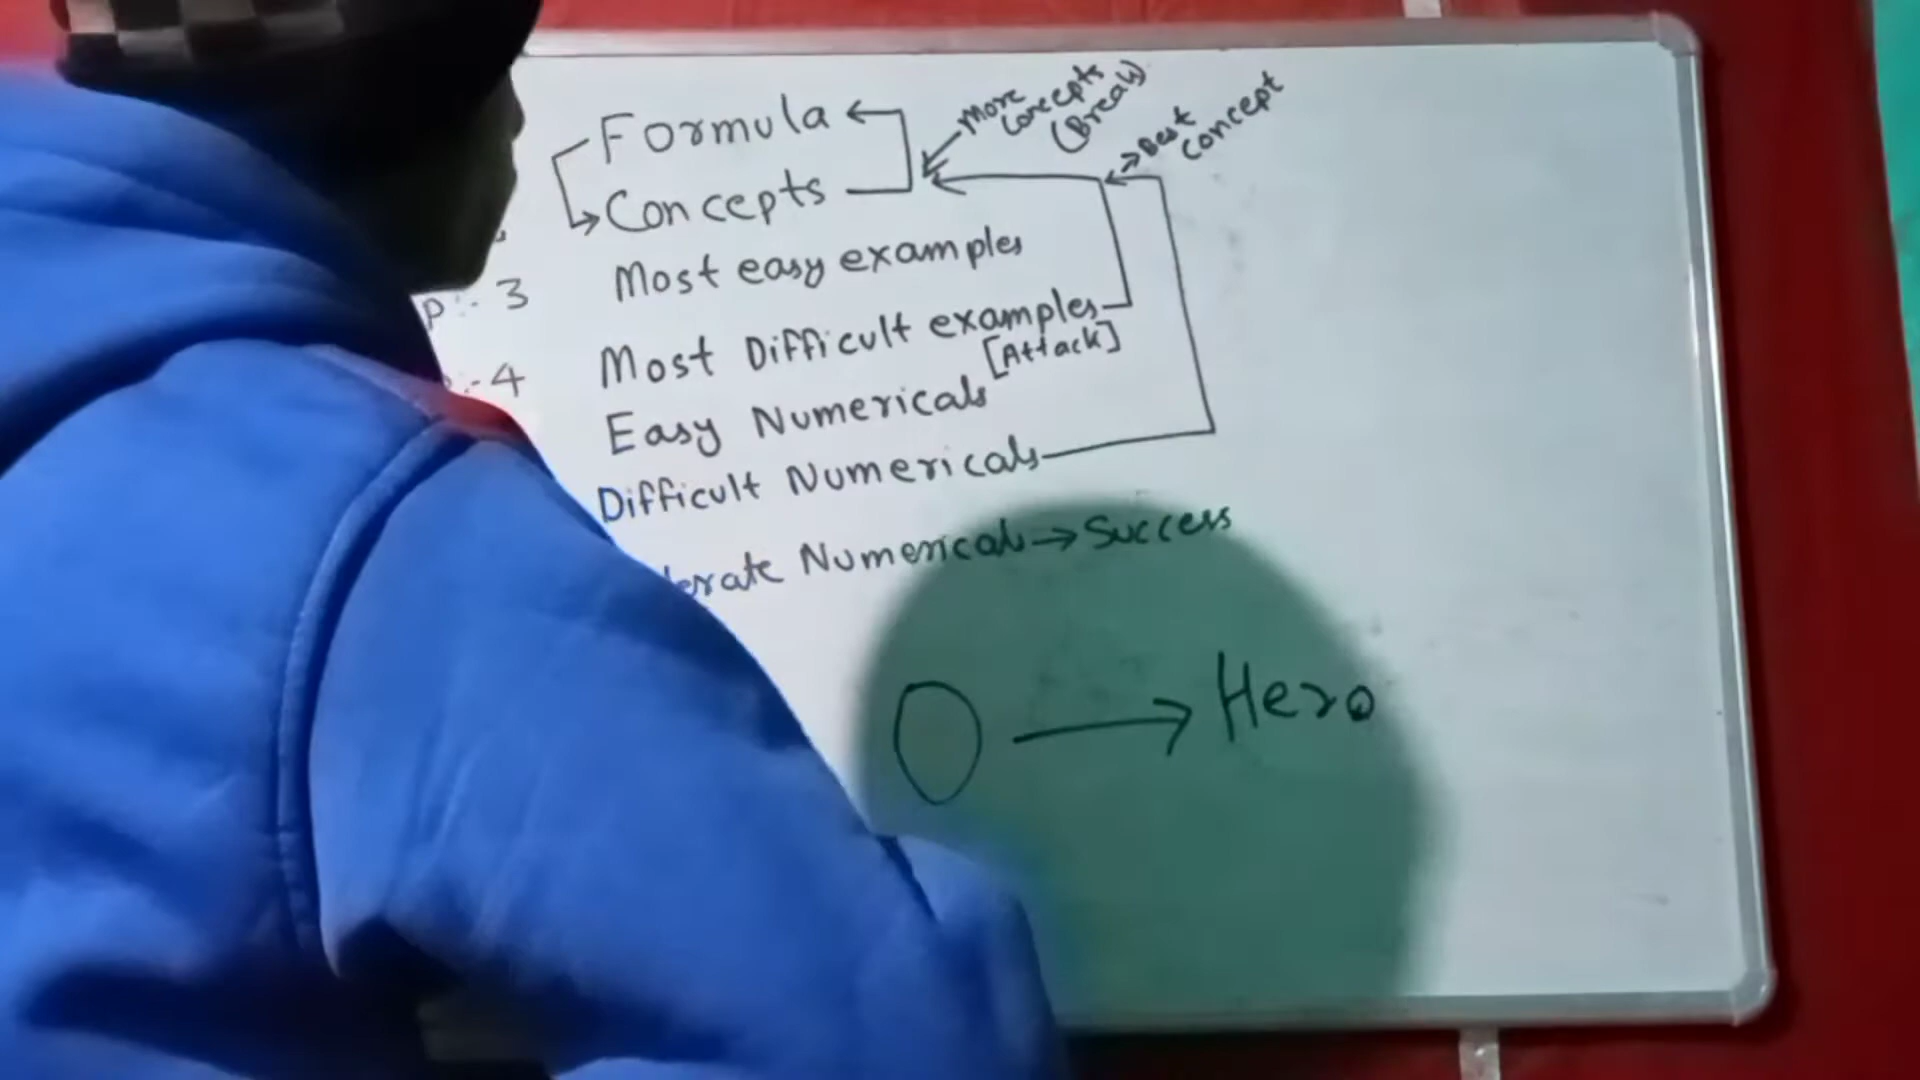 Formula
More
Concepts
(Break)
Best
Concept
Concepts
p:- 3 Most easy examples
:-4 Most Difficult examples
[Attack]
Easy Numericals
Difficult Numericals
erate Numericals → Success
0 → Hero